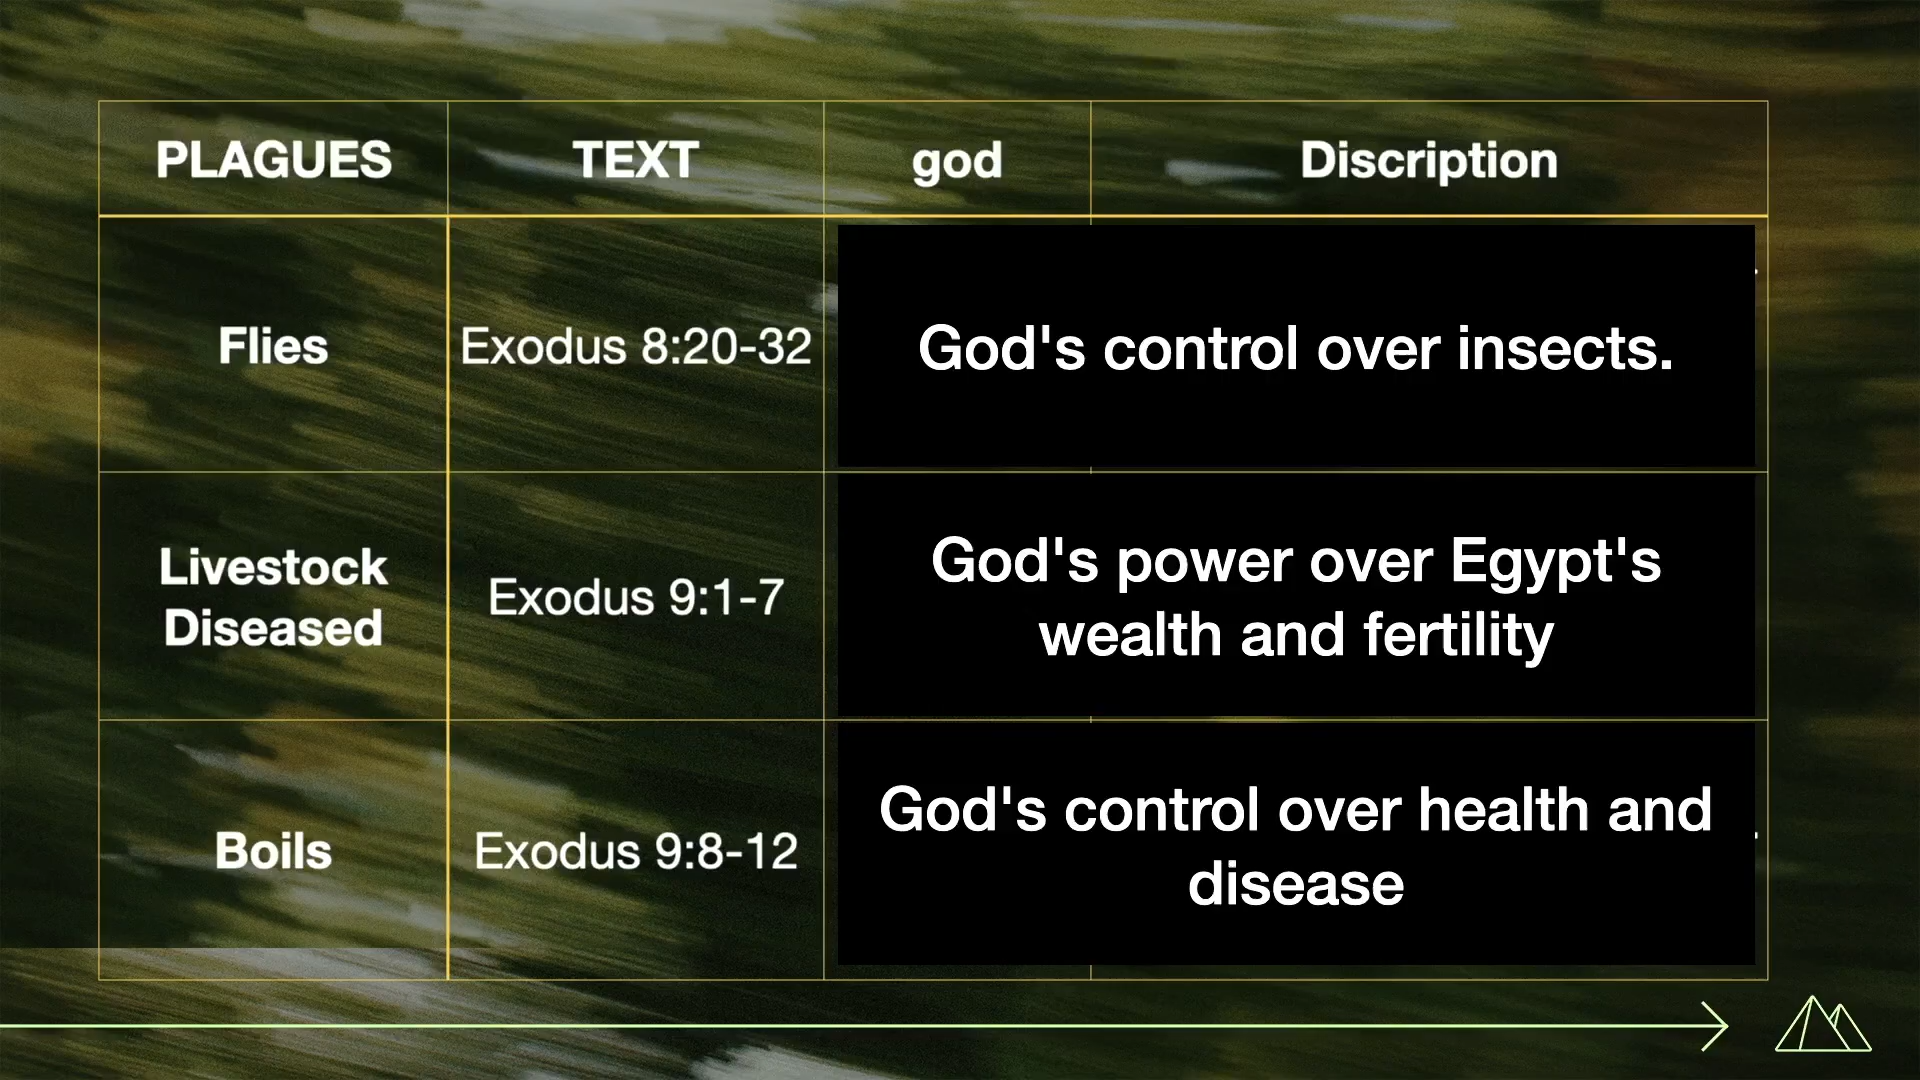 PLAGUES TEXT god Discription
Flies Exodus 8:20-32 God's control over insects.
Livestock
Diseased
Exodus 9:1-7
God's power over Egypt's
wealth and fertility
Boils Exodus 9:8-12
God's control over health and
disease